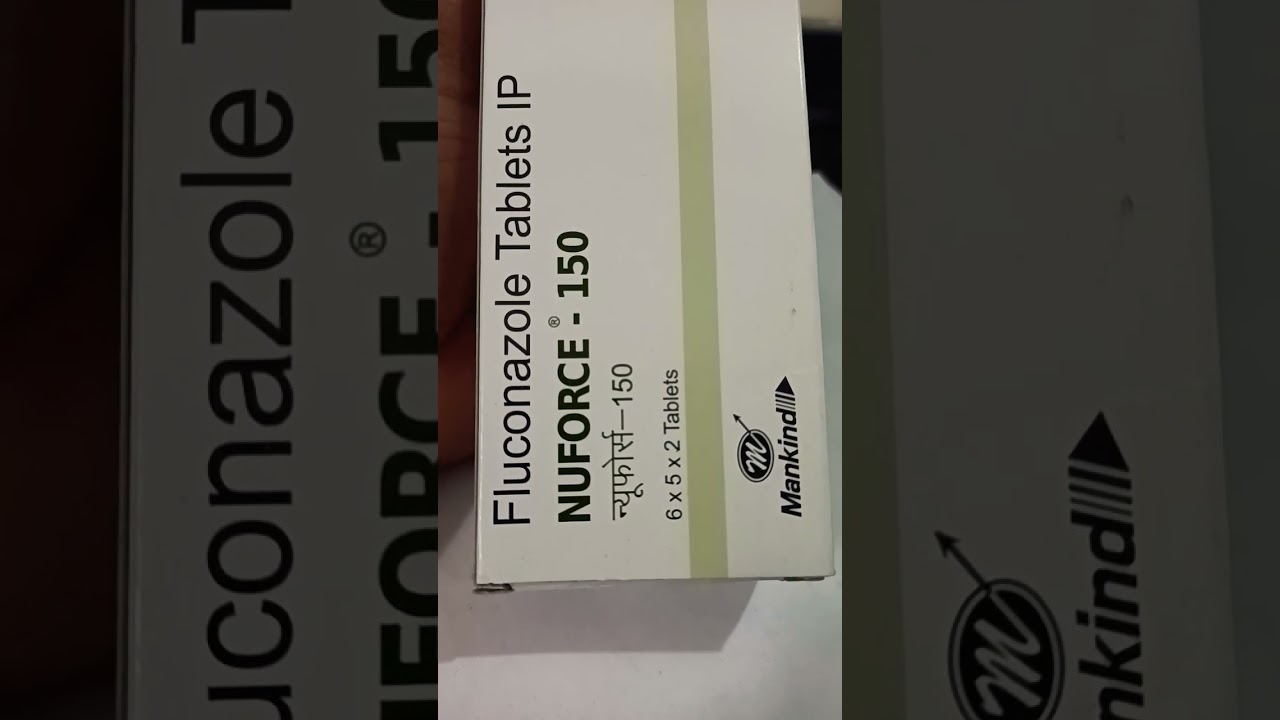 Fluconazole Tablets IP
NUFORCE® - 150
न्यूफोर्स–150
6 x 5 x 2 Tablets
m
Mankind